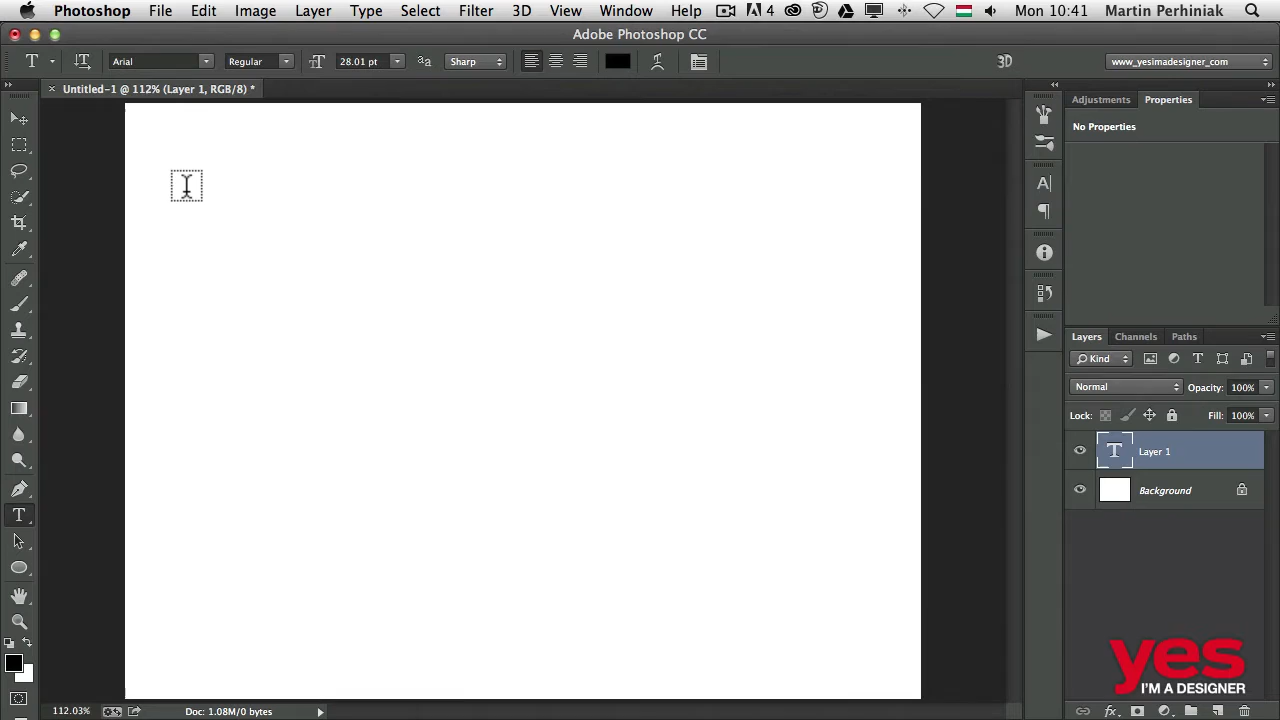 Photoshop File Edit Image Layer Type Select Filter 3D View Window Help 4 Mon 10:41 Martin Perhiniak
Adobe Photoshop CC
T Arial Regular 28.01 pt aa Sharp 3D www_yesimadesigner_com
Untitled-1 @ 112% (Layer 1, RGB/8) *
Adjustments Properties
No Properties
Layers Channels Paths
Kind
Normal Opacity: 100%
Lock: Fill: 100%
Layer 1
Background
yes
I'M A DESIGNER
112.03% Doc: 1.08M/0 bytes